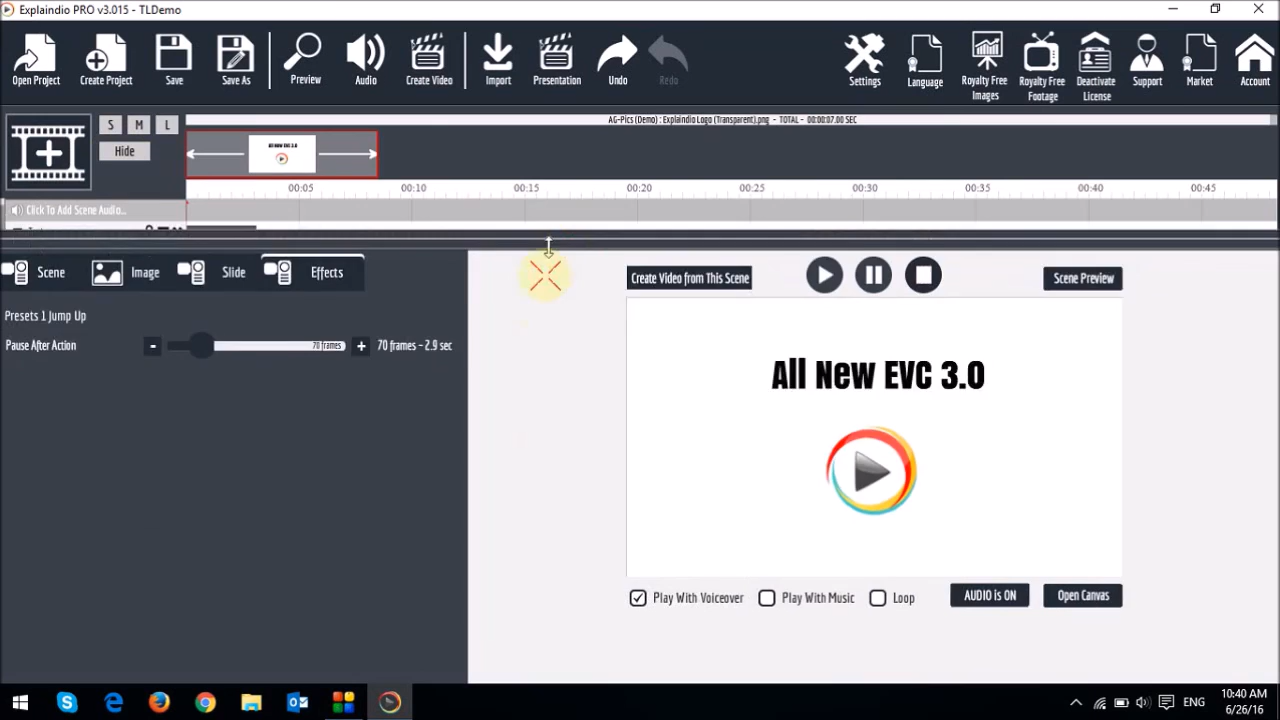 Explaindio PRO v3.015 - TLDemo
Open Project
Create Project
Save
Save As
Preview
Audio
Create Video
Import
Presentation
Undo
Redo
Settings
Language
Royalty Free
Images
Royalty Free
Footage
Deactivate
License
Support
Market
Account
S M L
Hide
AG-Pics (Demo) : Explaindio Logo (Transparent).png - TOTAL - 00:00:07.00 SEC
All New EVC 3.0
00:05 00:10 00:15 00:20 00:25 00:30 00:35 00:40 00:45
Click To Add Scene Audio...
Scene
Image
Slide
Effects
Presets 1 Jump Up
Pause After Action
-
70 frames
+
70 frames - 2.9 sec
Create Video from This Scene
Scene Preview
All New EVC 3.0
Play With Voiceover
Play With Music
Loop
AUDIO is ON
Open Canvas
ENG
10:40 AM
6/26/16